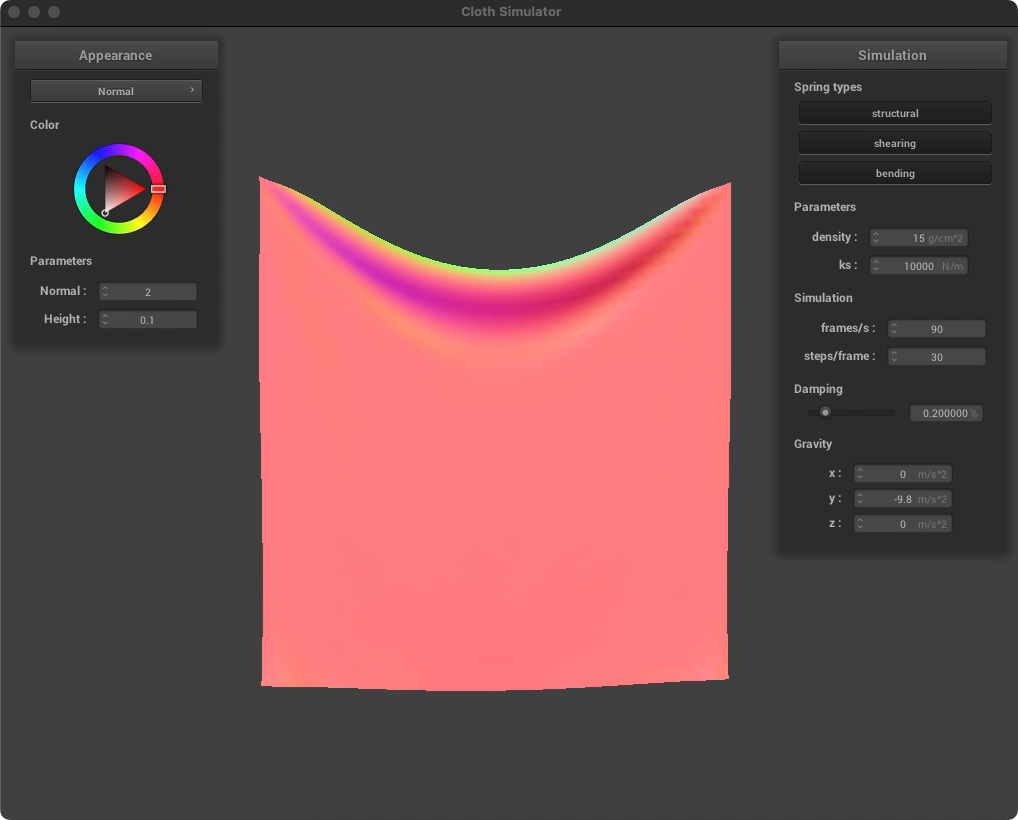 Cloth Simulator
Appearance
Normal
Color
Parameters
Normal : 2
Height : 0.1
Simulation
Spring types
structural
shearing
bending
Parameters
density : 15 g/cm^2
ks : 10000 N/m
Simulation
frames/s : 90
steps/frame : 30
Damping
0.200000 %
Gravity
x : 0 m/s^2
y : -9.8 m/s^2
z : 0 m/s^2